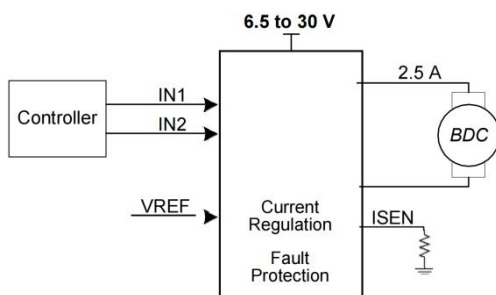 6.5 to 30 V
Controller
IN1
IN2
VREF
2.5 A
BDC
Current
Regulation
ISEN
Fault
Protection